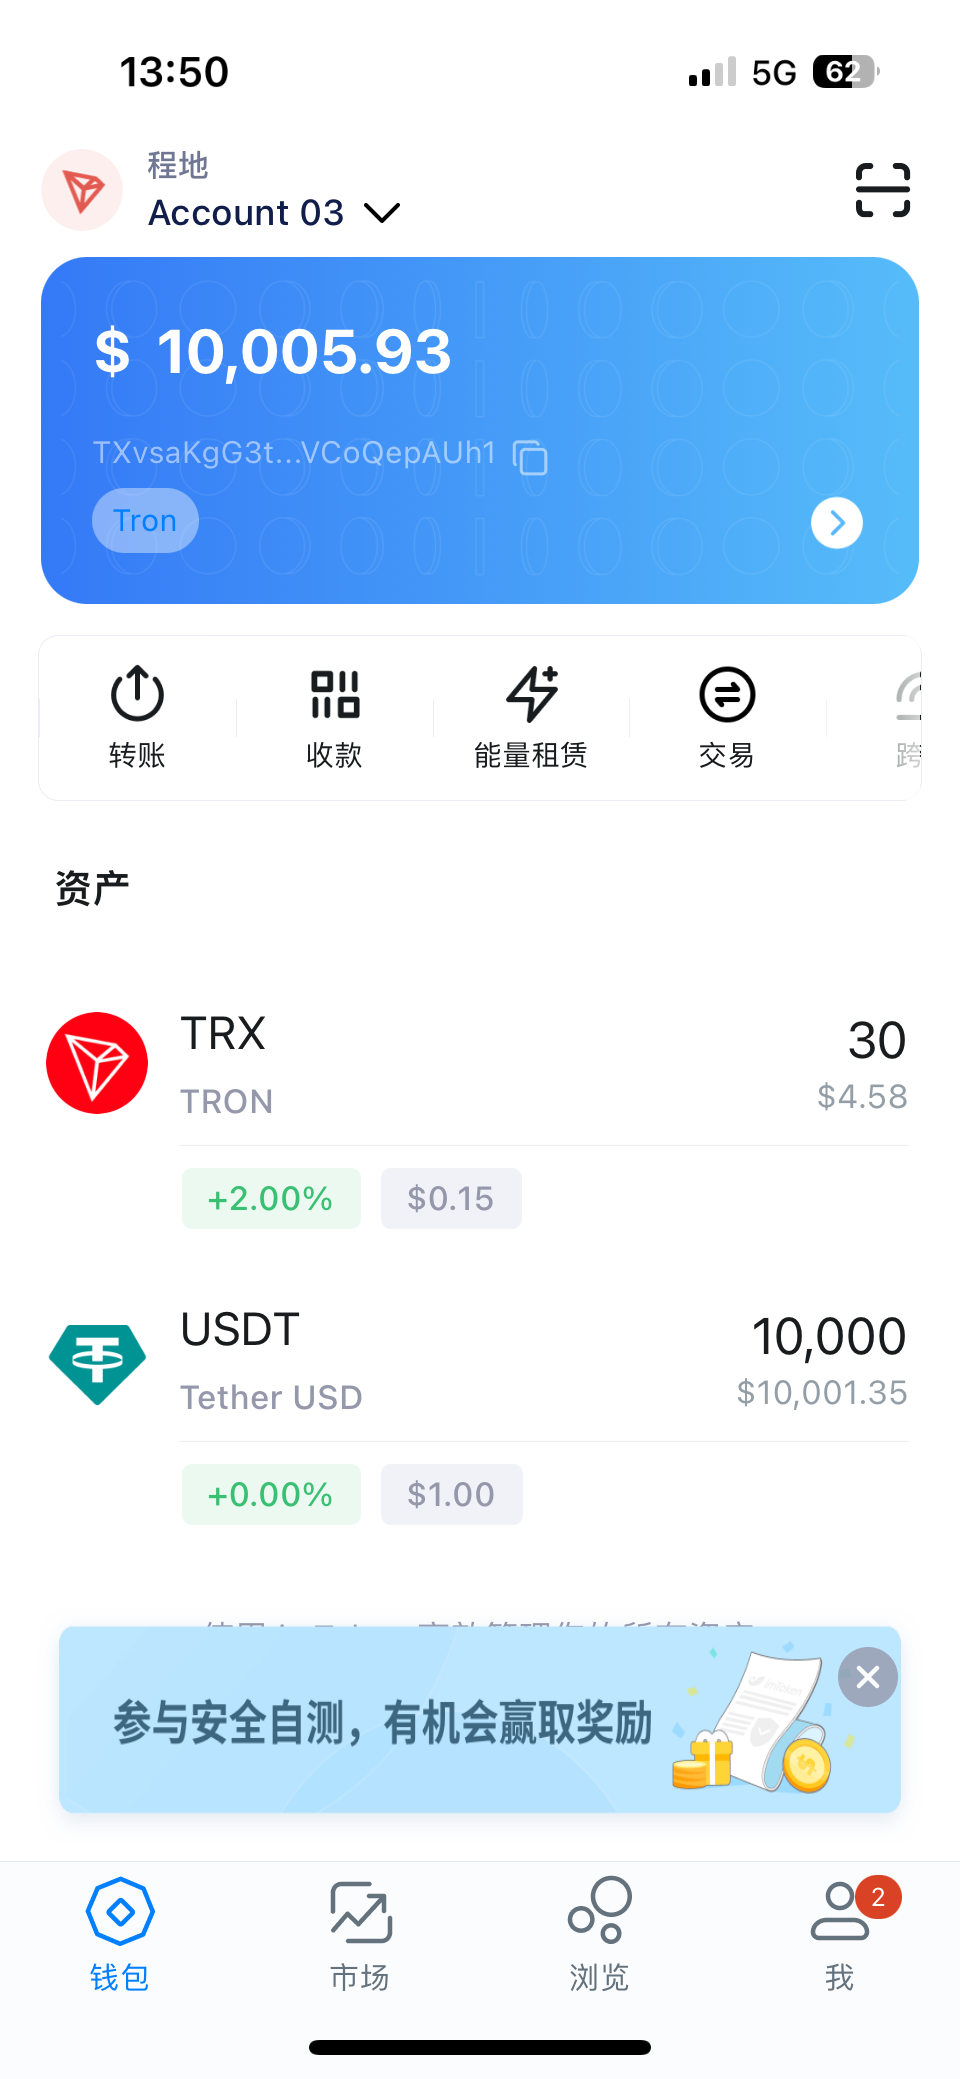 13:50
5G 62
程地
Account 03
$ 10,005.93
TXvsaKgG3t...VCoQepAUh1
Tron
转账
收款
能量租赁
交易
跨
资产
TRX
30
TRON
$4.58
+2.00%
$0.15
USDT
10,000
Tether USD
$10,001.35
+0.00%
$1.00
参与安全自测，有机会赢取奖励
imToken
钱包
市场
浏览
我
2